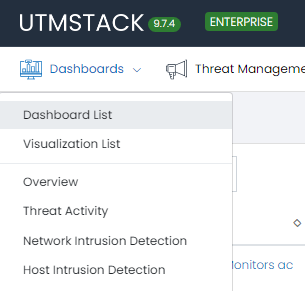 UTMSTACK 9.7.4 ENTERPRISE
Dashboards Threat Manageme
Dashboard List
Visualization List
Overview
Threat Activity
Network Intrusion Detection
Host Intrusion Detection
onitors ac